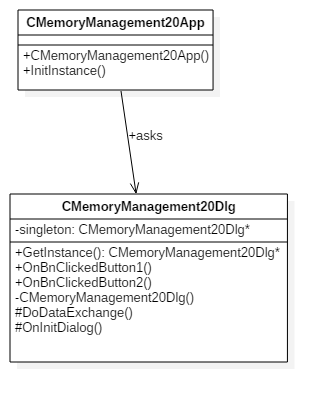 CMemoryManagement20App
+CMemoryManagement20App()
+InitInstance()
+asks
CMemoryManagement20Dlg
-singleton: CMemoryManagement20Dlg*
+GetInstance(): CMemoryManagement20Dlg*
+OnBnClickedButton1()
+OnBnClickedButton2()
-CMemoryManagement20Dlg()
#DoDataExchange()
#OnInitDialog()